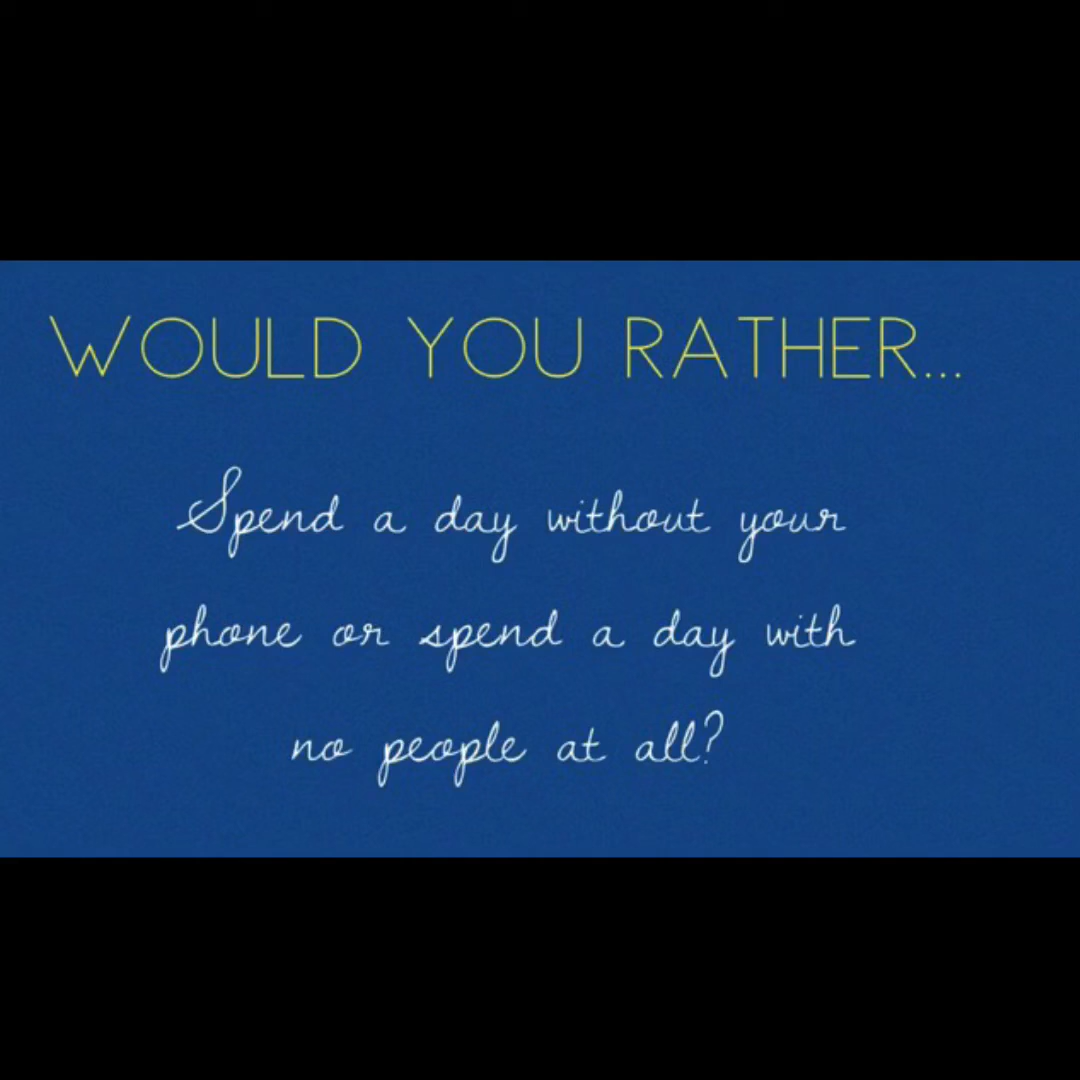 WOULD YOU RATHER...
Spend a day without your
phone or spend a day with
no people at all?